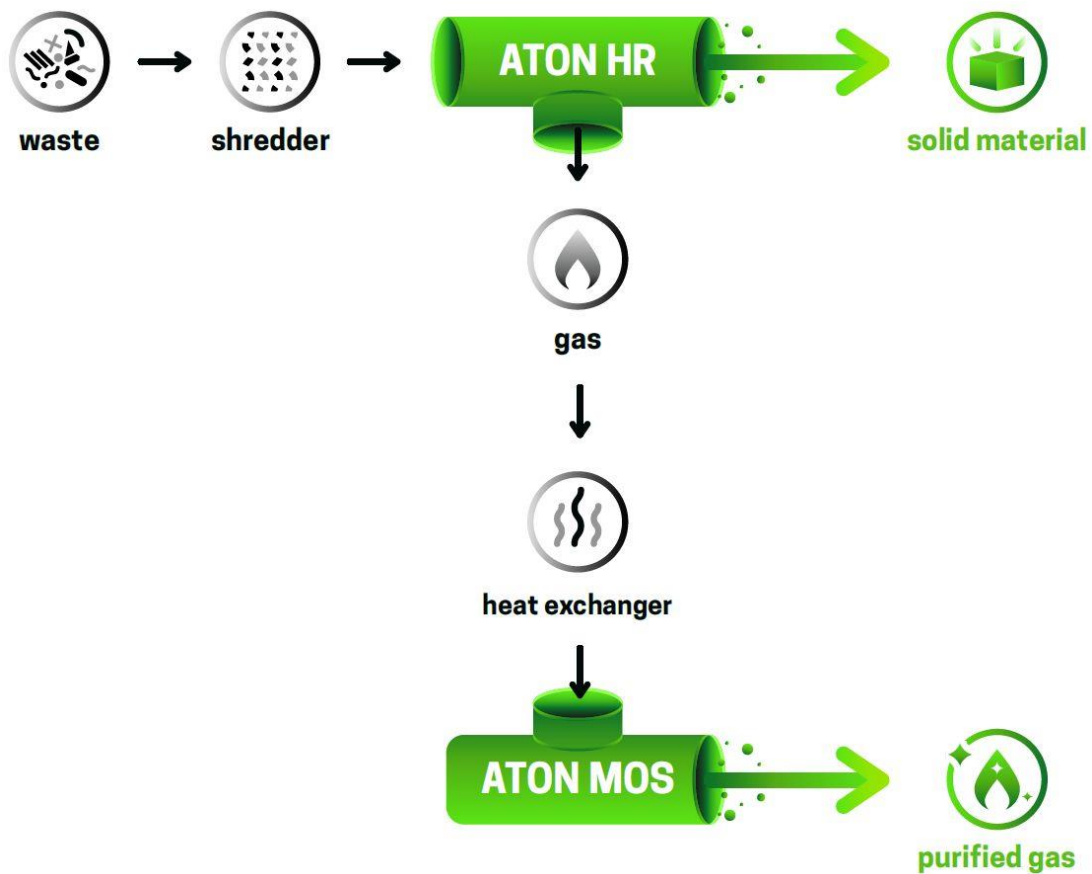 ATON HR
waste
shredder
solid material
gas
heat exchanger
ATON MOS
purified gas